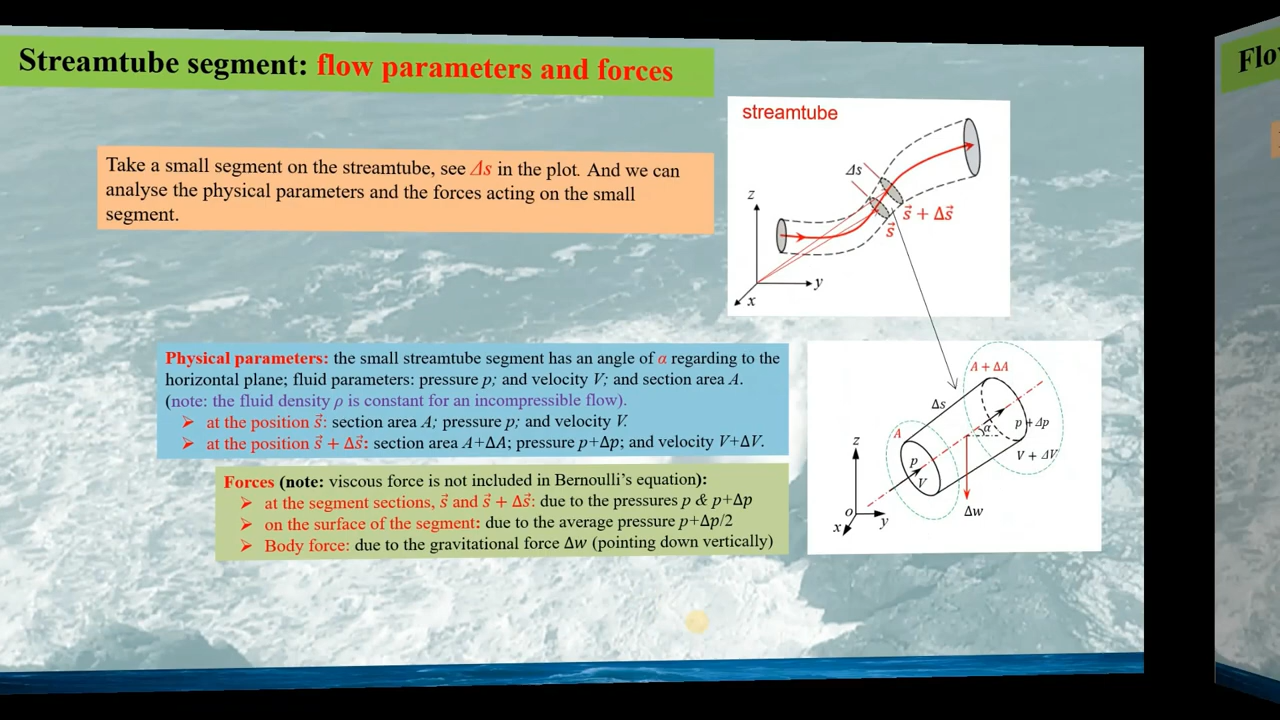 Streamtube segment: flow parameters and forces
Take a small segment on the streamtube, see Δs in the plot. And we can
analyse the physical parameters and the forces acting on the small
segment.
streamtube
Δs
z
s⃗ + Δs⃗
s⃗
y
x
Physical parameters: the small streamtube segment has an angle of α regarding to the
horizontal plane; fluid parameters: pressure p; and velocity V; and section area A.
(note: the fluid density ρ is constant for an incompressible flow).
➢ at the position s⃗: section area A; pressure p; and velocity V.
➢ at the position s⃗ + Δs⃗: section area A+ΔA; pressure p+Δp; and velocity V+ΔV.
Forces (note: viscous force is not included in Bernoulli's equation):
➢ at the segment sections, s⃗ and s⃗ + Δs⃗: due to the pressures p & p+Δp
➢ on the surface of the segment: due to the average pressure p+Δp/2
➢ Body force: due to the gravitational force Δw (pointing down vertically)
A + ΔA
Δs
A
α
p + Δp
V + ΔV
p
V
z
o
y
x
Δw
Flo